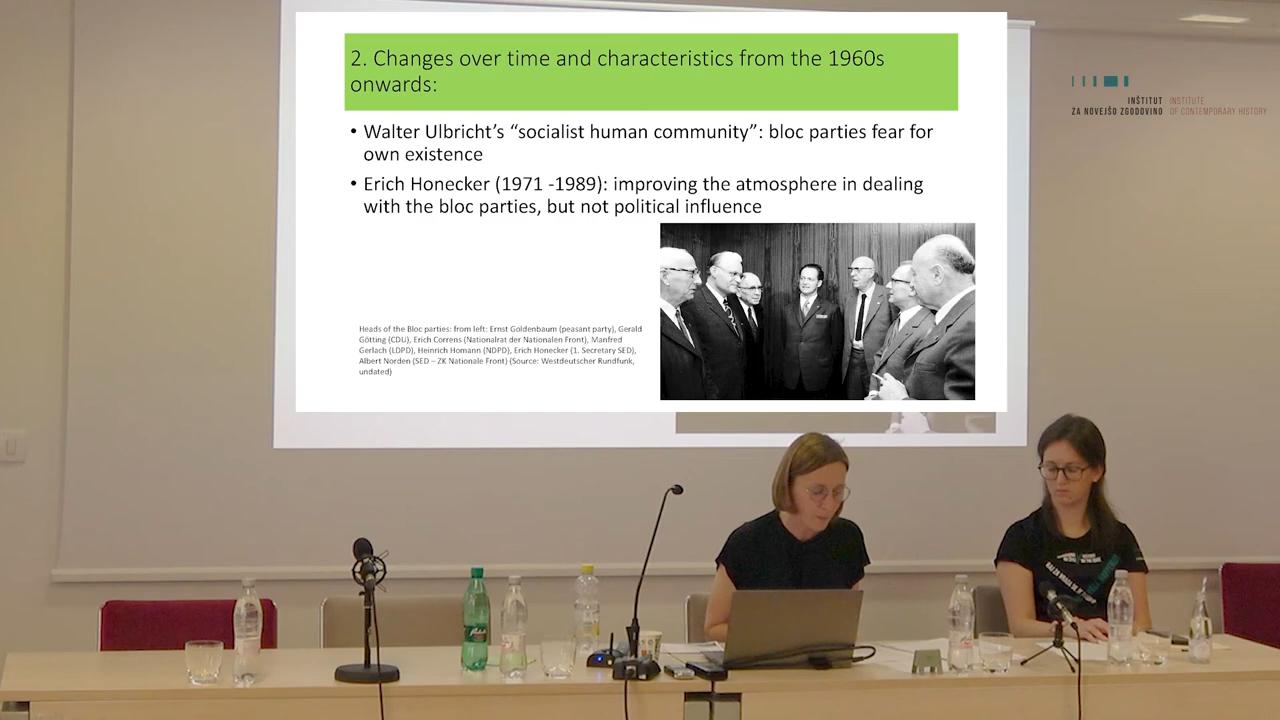 2. Changes over time and characteristics from the 1960s
onwards:
• Walter Ulbricht’s “socialist human community”: bloc parties fear for
own existence
• Erich Honecker (1971 -1989): improving the atmosphere in dealing
with the bloc parties, but not political influence
Heads of the Bloc parties: from left: Ernst Goldenbaum (peasant party), Gerald
Götting (CDU), Erich Correns (Nationalrat der Nationalen Front), Manfred
Gerlach (LDPD), Heinrich Homann (NDPD), Erich Honecker (1. Secretary SED),
Albert Norden (SED – ZK Nationale Front) (Source: Westdeutscher Rundfunk,
undated)
INŠTITUT INSTITUTE
ZA NOVEJŠO ZGODOVINO OF CONTEMPORARY HISTORY